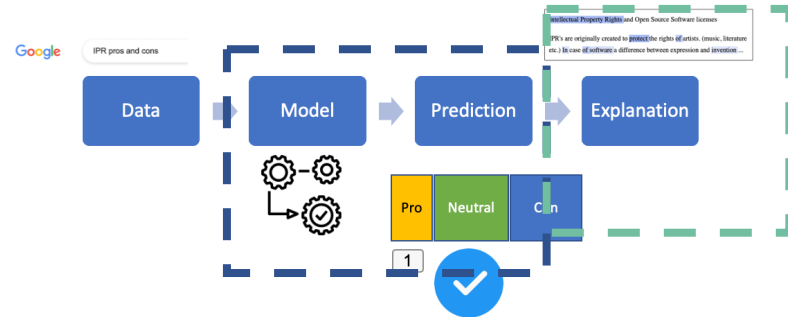 Intellectual Property Rights and Open Source Software licenses
IPR's are originally created to protect the rights of artists. (music, literature
etc.) In case of software a difference between expression and invention ...
Google
IPR pros and cons
Data
Model
Prediction
Explanation
Pro
Neutral
Con
1